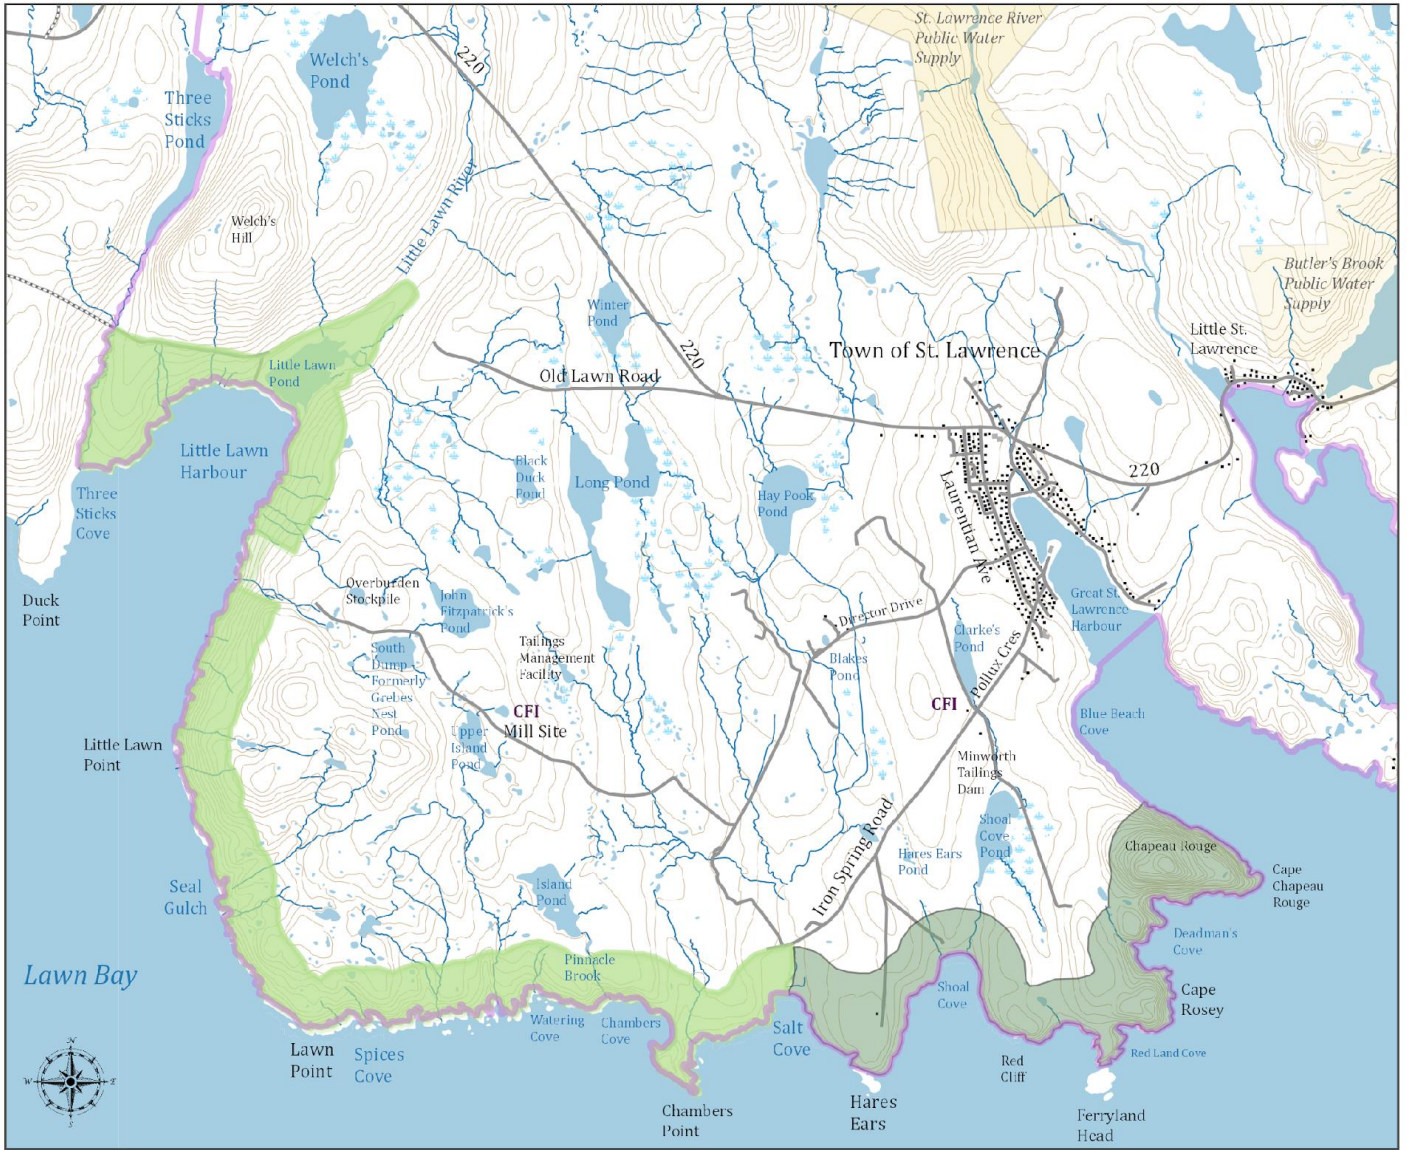 St. Lawrence River
Public Water
Supply
220
Welch's
Pond
Three
Sticks
Pond
Little Lawn River
Welch's
Hill
Butler's Brook
Public Water
Supply
Winter
Pond
Little St.
Lawrence
220
Town of St. Lawrence
Old Lawn Road
Little Lawn
Pond
Little Lawn
Harbour
Black
Duck
Pond
Long Pond
Hay Pook
Pond
Laurentian Ave
220
Three
Sticks
Cove
Duck
Point
Overburden
Stockpile
John
Fitzpatrick's
Pond
Director Drive
Great St.
Lawrence
Harbour
Clarke's
Pond
South
Dump
Formerly
Grebes
Nest
Pond
Tailings
Management
Facility
Blakes
Pond
Pollux Cres
CFI
Mill Site
CFI
Upper
Island
Pond
Little Lawn
Point
Blue Beach
Cove
Minworth
Tailings
Dam
Shoal
Cove
Pond
Iron Spring Road
Hares Ears
Pond
Chapeau Rouge
Cape
Chapeau
Rouge
Seal
Gulch
Island
Pond
Deadman's
Cove
Lawn Bay
Pinnacle
Brook
Shoal
Cove
Cape
Rosey
Watering
Cove
Chambers
Cove
Salt
Cove
Lawn
Point
Spices
Cove
Red
Cliff
Red Land Cove
Chambers
Point
Hares
Ears
Ferryland
Head
N
W
E
S